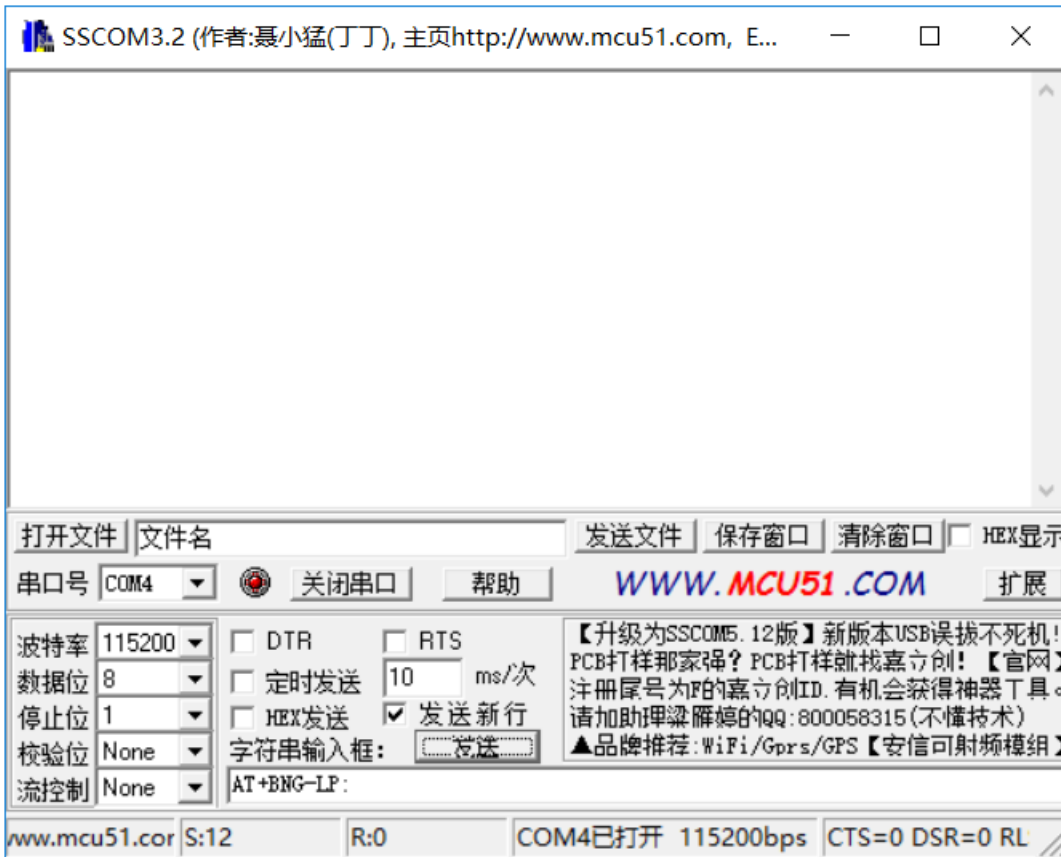 SSCOM3.2 (作者:聂小猛(丁丁), 主页http://www.mcu51.com, E...
打开文件 文件名 发送文件 保存窗口 清除窗口 HEX显示
串口号 COM4 关闭串口 帮助 WWW.MCU51.COM 扩展
波特率 115200 DTR RTS
数据位 8 定时发送 10 ms/次
停止位 1 HEX发送 发送新行
校验位 None 字符串输入框: 发送
流控制 None AT+BNG-LP:
【升级为SSCOM5.12版】新版本USB误拔不死机!
PCB打样那家强? PCB打样就找嘉立创! 【官网】
注册尾号为F的嘉立创ID.有机会获得神器工具
请加助理梁雁婷的QQ:800058315(不懂技术)
▲品牌推荐:WiFi/Gprs/GPS【安信可射频模组】
www.mcu51.cor S:12 R:0 COM4已打开 115200bps CTS=0 DSR=0 RL